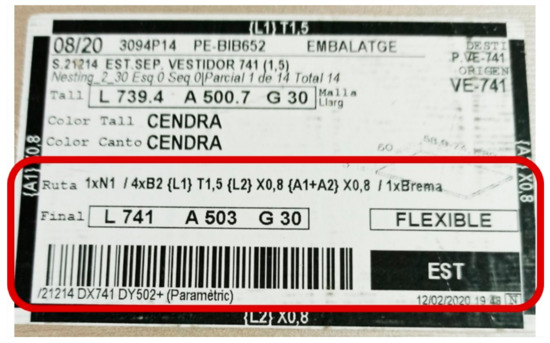 {L1} T1,5
08/20 3094P14 PE-BIB652 EMBALATGE
DESTI
P.VE-741
S.21214 EST.SEP. VESTIDOR 741 (1,5)
ORIGEN
Nesting_2_30 Esq 0 Seq.0|Parcial 1 de 14 Total 14
VE-741
Tall L 739.4 A 500.7 G 30 Malla Llarg
Color Tall CENDRA
Color Canto CENDRA
{A1} X0,8
{A2} X0,8
Ruta 1xN1 / 4xB2 {L1} T1,5 {L2} X0,8 {A1+A2} X0,8 / 1xBrema
Final L 741 A 503 G 30 FLEXIBLE
EST
/21214 DX741 DY502+ (Paramètric)
12/02/2020 19:48 N
{L2} X0,8